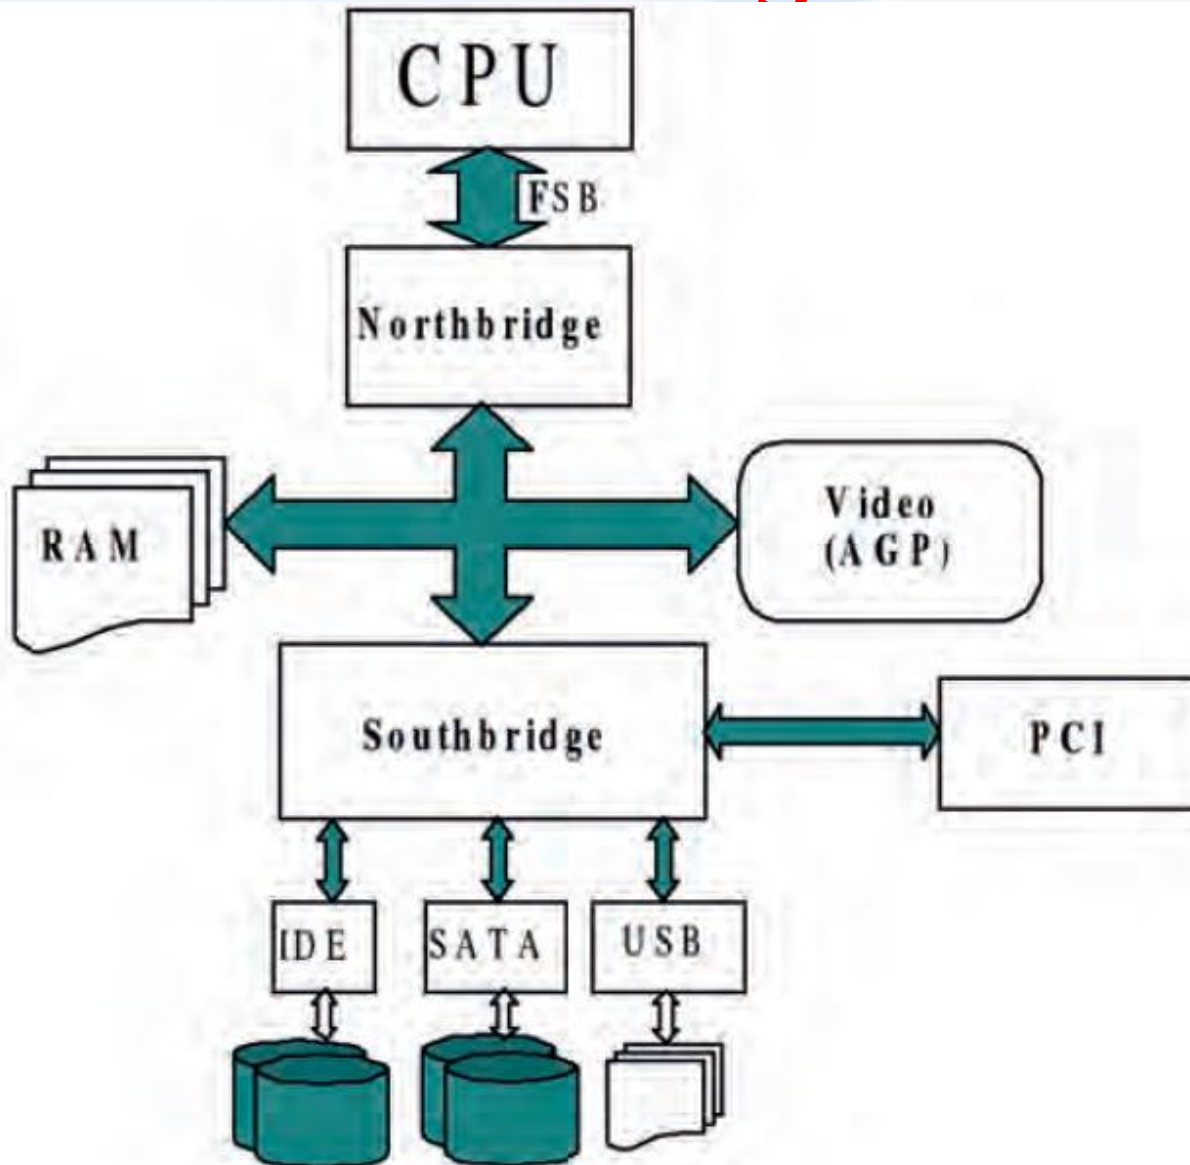 CPU
FSB
Northbridge
RAM
Video
(AGP)
Southbridge
PCI
IDE
SATA
USB